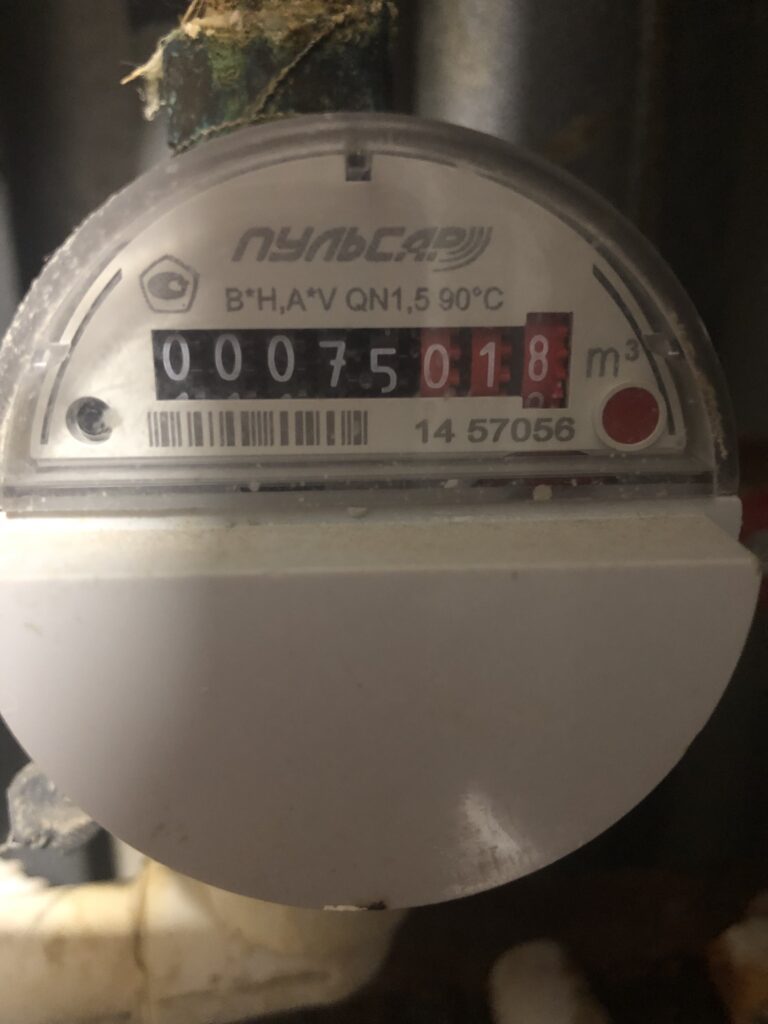 ПУЛЬСАР
B*H,A*V QN1,5 90°C
00075018 m³
14 57056